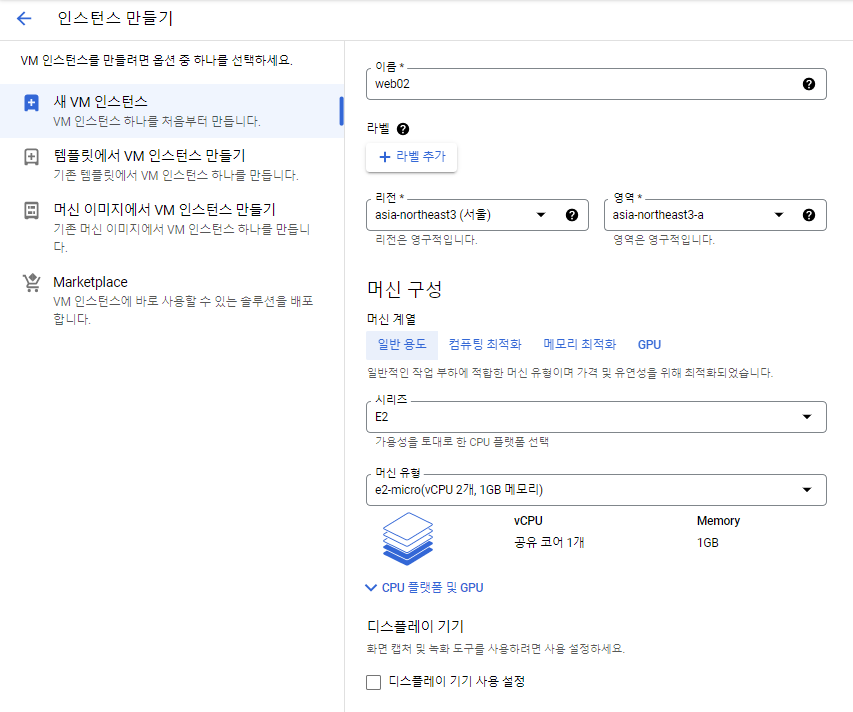 인스턴스 만들기
VM 인스턴스를 만들려면 옵션 중 하나를 선택하세요.
새 VM 인스턴스
VM 인스턴스 하나를 처음부터 만듭니다.
템플릿에서 VM 인스턴스 만들기
기존 템플릿에서 VM 인스턴스 하나를 만듭니다.
머신 이미지에서 VM 인스턴스 만들기
기존 머신 이미지에서 VM 인스턴스 하나를 만듭니
다.
Marketplace
VM 인스턴스에 바로 사용할 수 있는 솔루션을 배포
합니다.
이름 *
web02
라벨
라벨 추가
리전 *
asia-northeast3 (서울)
리전은 영구적입니다.
영역 *
asia-northeast3-a
영역은 영구적입니다.
머신 구성
머신 계열
일반 용도 컴퓨팅 최적화 메모리 최적화 GPU
일반적인 작업 부하에 적합한 머신 유형이며 가격 및 유연성을 위해 최적화되었습니다.
시리즈
E2
가용성을 토대로 한 CPU 플랫폼 선택
머신 유형
e2-micro(vCPU 2개, 1GB 메모리)
vCPU
공유 코어 1개
Memory
1GB
CPU 플랫폼 및 GPU
디스플레이 기기
화면 캡처 및 녹화 도구를 사용하려면 사용 설정하세요.
디스플레이 기기 사용 설정